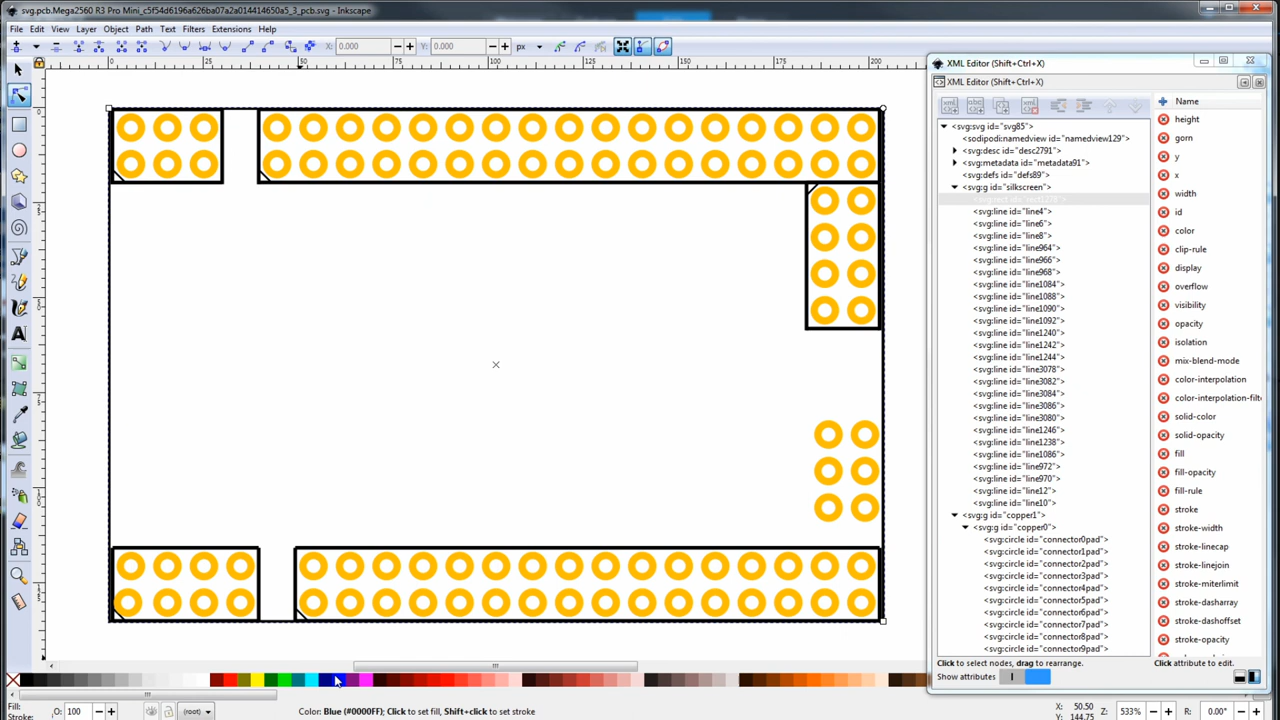 svg.pcb.Mega2560 R3 Pro Mini_c5f54d6196a626b07a2a014414650a5_3_pcb.svg - Inkscape
File Edit View Layer Object Path Text Filters Extensions Help
X: 0.000 Y: 0.000 px
0 25 50 75 100 125 150 175 200
XML Editor (Shift+Ctrl+X)
XML Editor (Shift+Ctrl+X)
<svg:svg id="svg85">
<sodipodi:namedview id="namedview129">
<svg:desc id="desc2791">
<svg:metadata id="metadata91">
<svg:defs id="defs89">
<svg:g id="silkscreen">
<svg:line id="line4">
<svg:line id="line6">
<svg:line id="line8">
<svg:line id="line964">
<svg:line id="line966">
<svg:line id="line968">
<svg:line id="line1084">
<svg:line id="line1088">
<svg:line id="line1090">
<svg:line id="line1092">
<svg:line id="line1240">
<svg:line id="line1242">
<svg:line id="line1244">
<svg:line id="line3078">
<svg:line id="line3082">
<svg:line id="line3084">
<svg:line id="line3086">
<svg:line id="line3080">
<svg:line id="line1246">
<svg:line id="line1238">
<svg:line id="line1086">
<svg:line id="line972">
<svg:line id="line970">
<svg:line id="line12">
<svg:line id="line10">
<svg:g id="copper1">
<svg:g id="copper0">
<svg:circle id="connector0pad">
<svg:circle id="connector1pad">
<svg:circle id="connector2pad">
<svg:circle id="connector3pad">
<svg:circle id="connector4pad">
<svg:circle id="connector5pad">
<svg:circle id="connector6pad">
<svg:circle id="connector7pad">
<svg:circle id="connector8pad">
<svg:circle id="connector9pad">
Name
height
gorn
y
x
width
id
color
clip-rule
display
overflow
visibility
opacity
isolation
mix-blend-mode
color-interpolation
color-interpolation-filte
solid-color
solid-opacity
fill
fill-opacity
fill-rule
stroke
stroke-width
stroke-linecap
stroke-linejoin
stroke-miterlimit
stroke-dasharray
stroke-dashoffset
stroke-opacity
Click to select nodes, drag to rearrange.
Click attribute to edit.
Show attributes
Fill:
Stroke:
O: 100
(root)
Color: Blue (#0000FF); Click to set fill, Shift+click to set stroke
X: 50.50
Y: 144.75
Z: 533%
R: 0.00°